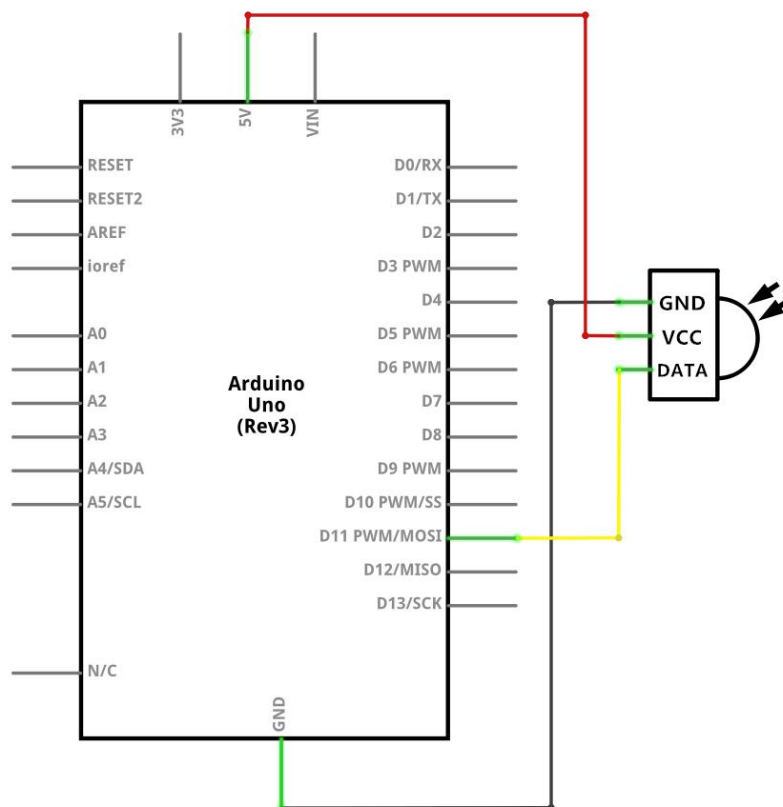 3V3
5V
VIN
RESET
RESET2
AREF
ioref
A0
A1
A2
A3
A4/SDA
A5/SCL
N/C
Arduino
Uno
(Rev3)
D0/RX
D1/TX
D2
D3 PWM
D4
D5 PWM
D6 PWM
D7
D8
D9 PWM
D10 PWM/SS
D11 PWM/MOSI
D12/MISO
D13/SCK
GND
GND
VCC
DATA